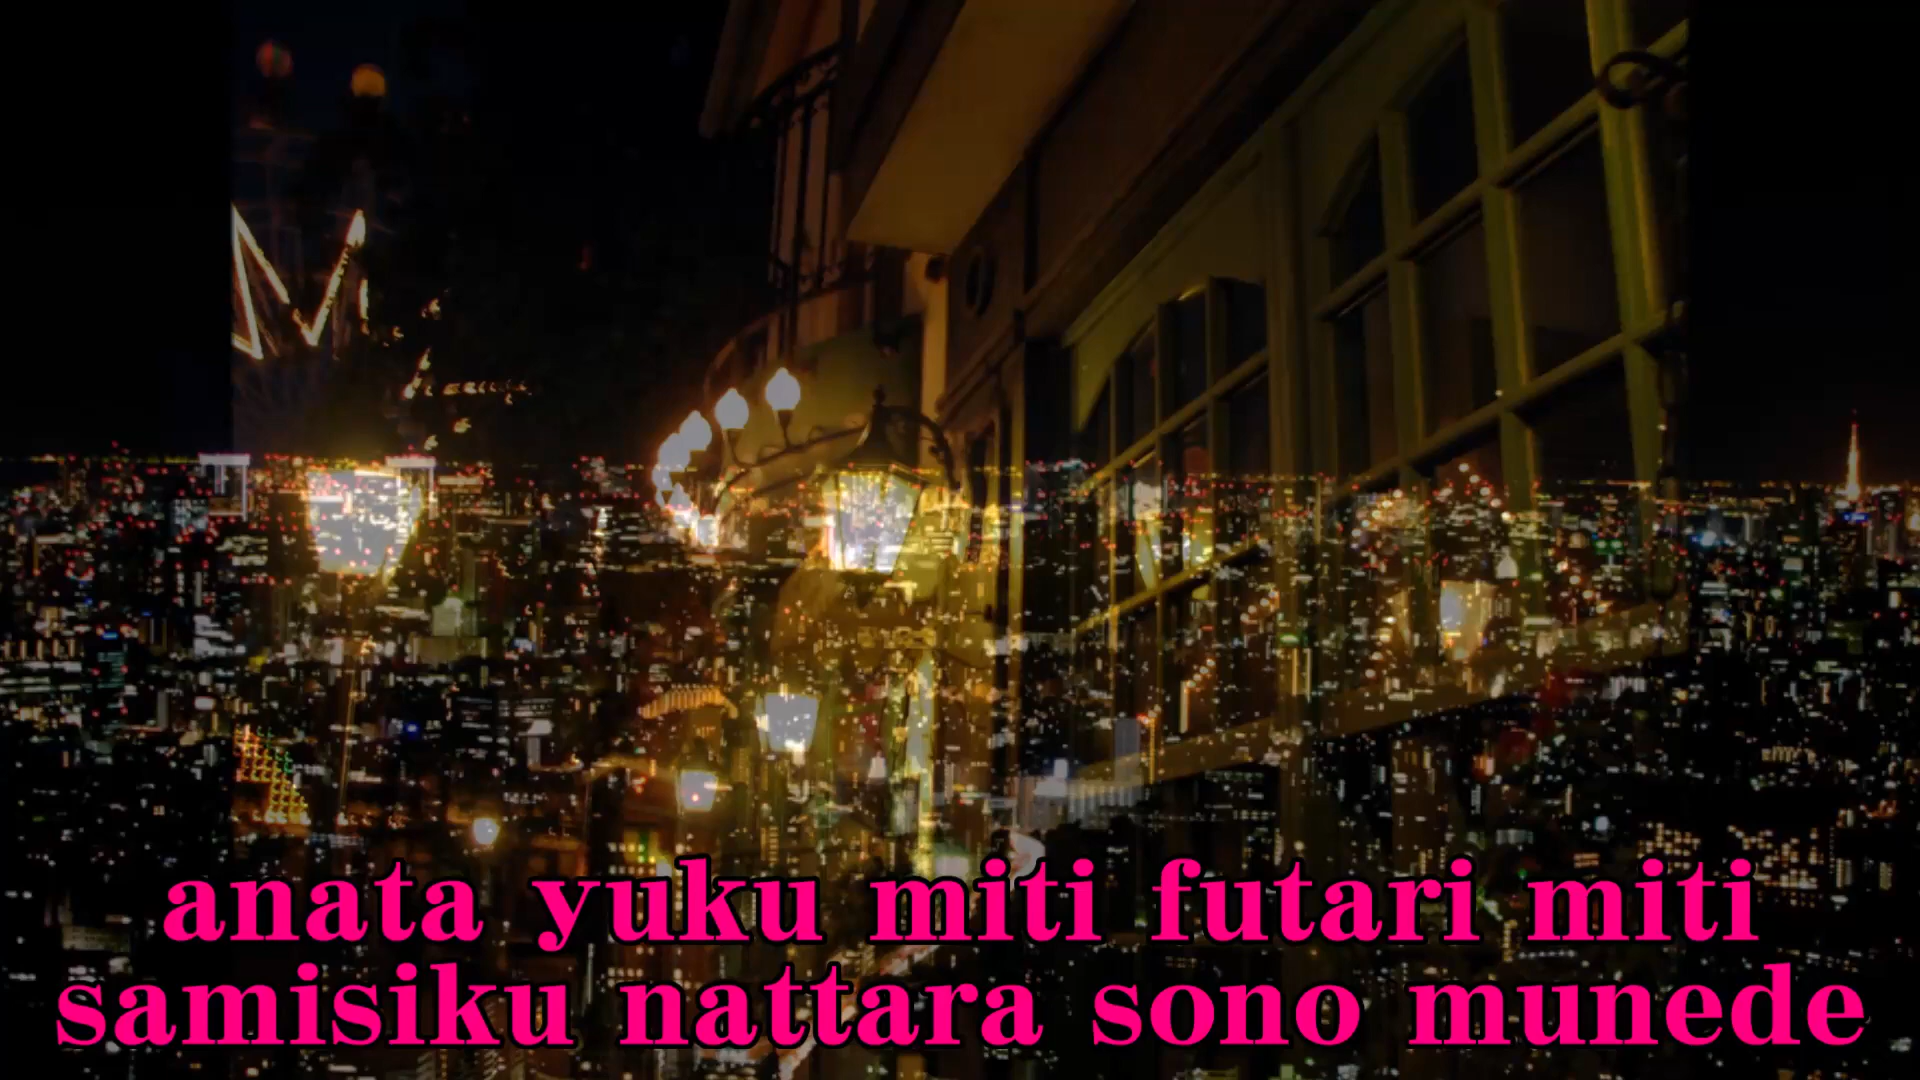 anata yuku miti futari miti
samisiku nattara sono munede